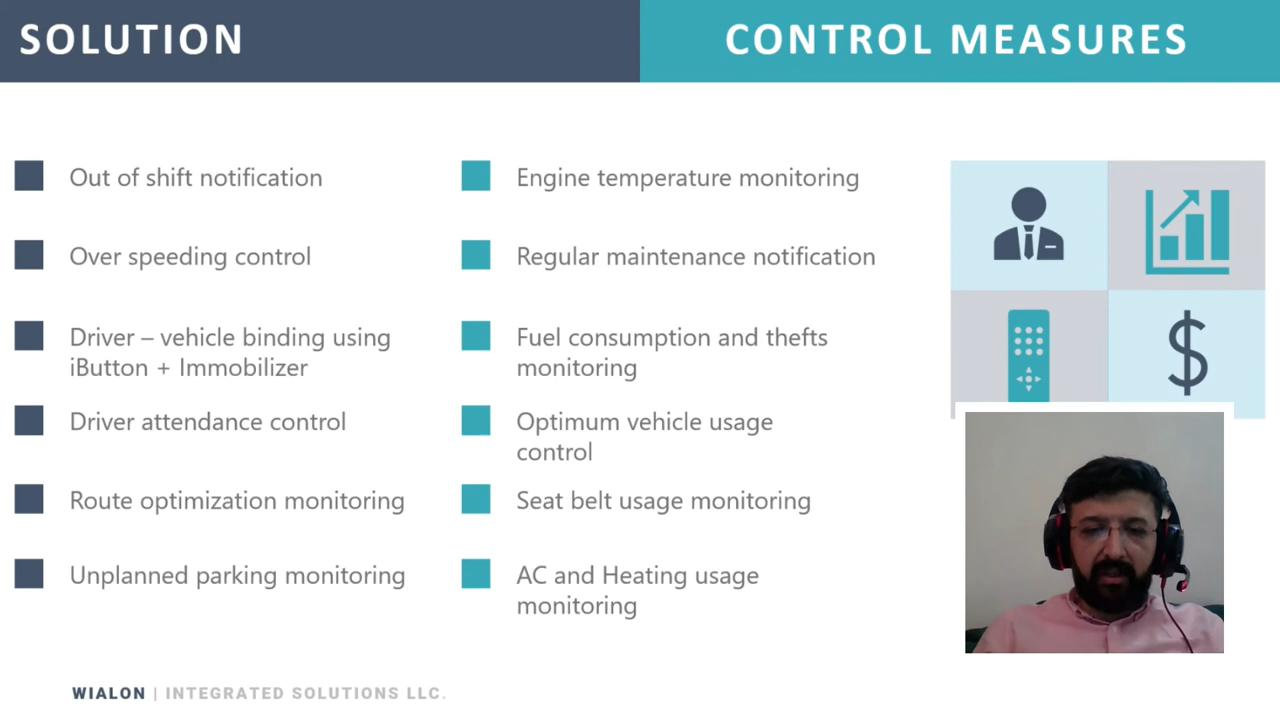 SOLUTION
CONTROL MEASURES
Out of shift notification
Over speeding control
Driver – vehicle binding using
iButton + Immobilizer
Driver attendance control
Route optimization monitoring
Unplanned parking monitoring
Engine temperature monitoring
Regular maintenance notification
Fuel consumption and thefts
monitoring
Optimum vehicle usage
control
Seat belt usage monitoring
AC and Heating usage
monitoring
$
WIALON | INTEGRATED SOLUTIONS LLC.